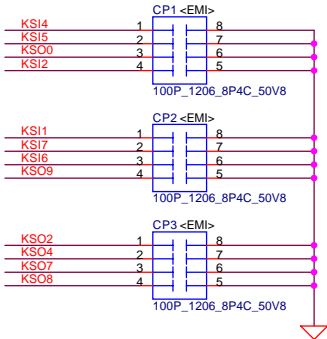 CP1 <EMI>
KSI4 1 8
KSI5 2 7
KSO0 3 6
KSI2 4 5
100P_1206_8P4C_50V8
CP2 <EMI>
KSI1 1 8
KSI7 2 7
KSI6 3 6
KSO9 4 5
100P_1206_8P4C_50V8
CP3 <EMI>
KSO2 1 8
KSO4 2 7
KSO7 3 6
KSO8 4 5
100P_1206_8P4C_50V8